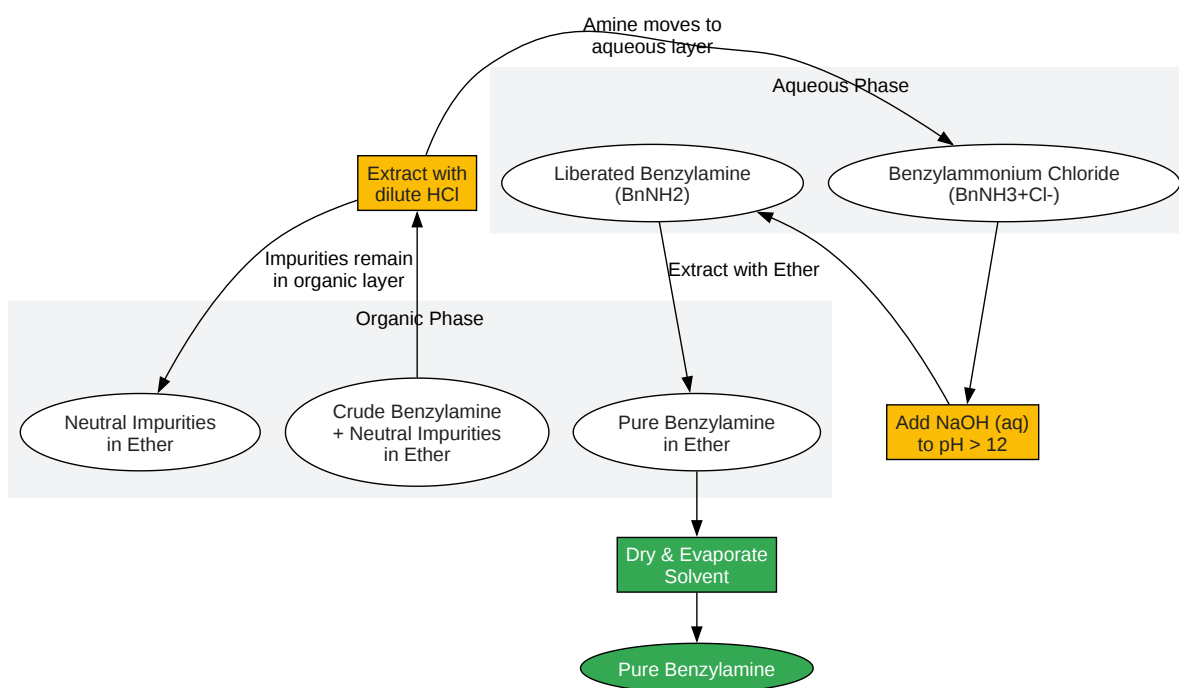 Amine moves to
aqueous layer
Aqueous Phase
Extract with
dilute HCl
Liberated Benzylamine
(BnNH2)
Benzylammonium Chloride
(BnNH3+Cl-)
Impurities remain
in organic layer
Extract with Ether
Organic Phase
Neutral Impurities
in Ether
Crude Benzylamine
+ Neutral Impurities
in Ether
Pure Benzylamine
in Ether
Add NaOH (aq)
to pH > 12
Dry & Evaporate
Solvent
Pure Benzylamine